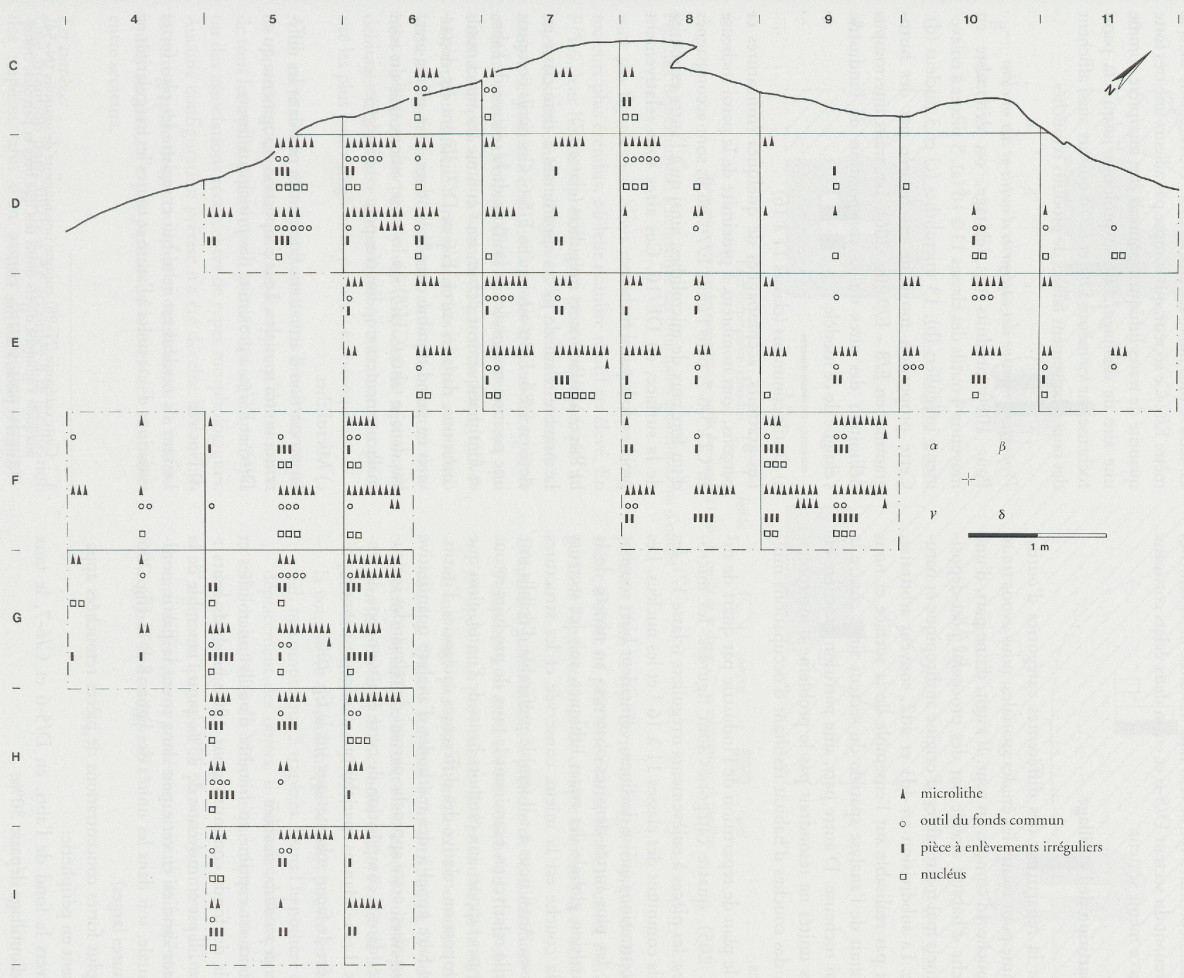 4 5 6 7 8 9 10 11
C
N
D
E
F
α β
γ δ
1 m
G
H
microlithe
outil du fonds commun
pièce à enlèvements irréguliers
nucléus
I